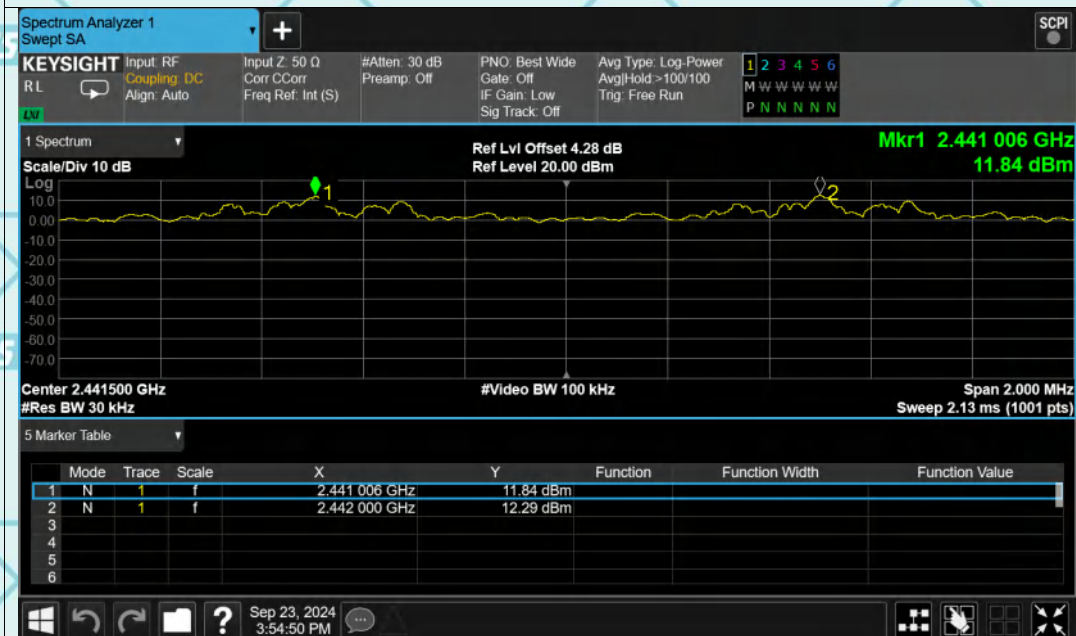 Spectrum Analyzer 1
Swept SA
+
SCPI
KEYSIGHT
RL
LXI
Input: RF
Coupling: DC
Align: Auto
Input Z: 50 Ω
Corr CCorr
Freq Ref: Int (S)
#Atten: 30 dB
Preamp: Off
PNO: Best Wide
Gate: Off
IF Gain: Low
Sig Track: Off
Avg Type: Log-Power
Avg|Hold:>100/100
Trig: Free Run
1 2 3 4 5 6
M W W W W W
P N N N N N
1 Spectrum
Scale/Div 10 dB
Ref Lvl Offset 4.28 dB
Ref Level 20.00 dBm
Mkr1 2.441 006 GHz
11.84 dBm
Log
10.0
0.00
-10.0
-20.0
-30.0
-40.0
-50.0
-60.0
-70.0
1
2
Center 2.441500 GHz
#Res BW 30 kHz
#Video BW 100 kHz
Span 2.000 MHz
Sweep 2.13 ms (1001 pts)
5 Marker Table
Mode Trace Scale X Y Function Function Width Function Value
1 N 1 f 2.441 006 GHz 11.84 dBm
2 N 1 f 2.442 000 GHz 12.29 dBm
3
4
5
6
?
Sep 23, 2024
3:54:50 PM